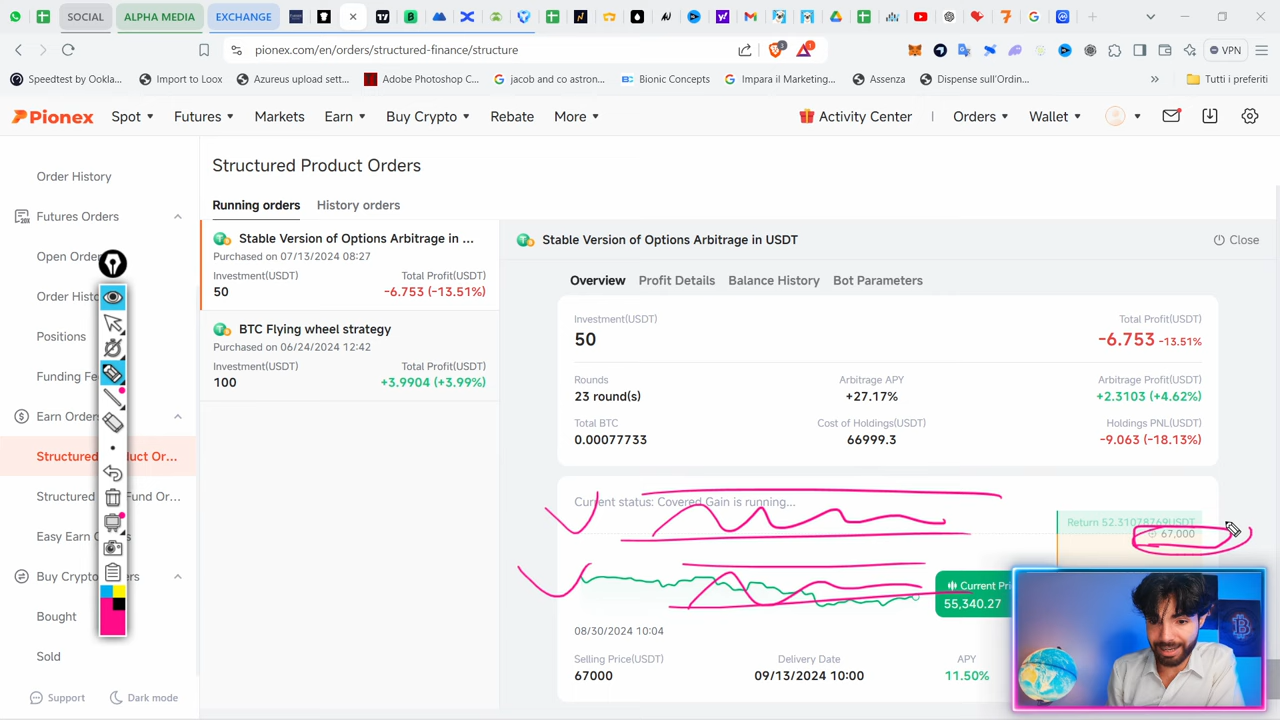 SOCIAL
ALPHA MEDIA
EXCHANGE
pionex.com/en/orders/structured-finance/structure
VPN
Speedtest by Ookla...
Import to Loox
Azureus upload sett...
Adobe Photoshop C...
jacob and co astron...
Bionic Concepts
Impara il Marketing...
Assenza
Dispense sull'Ordin...
Tutti i preferiti
Pionex
Spot
Futures
Markets
Earn
Buy Crypto
Rebate
More
Activity Center
Orders
Wallet
Order History
Futures Orders
Open Orde
Order Histo
Positions
Funding Fe
Earn Order
Structured
uct Or...
Structured
Fund Or...
Easy Earn
Buy Crypto
ers
Bought
Sold
Support
Dark mode
Structured Product Orders
Running orders
History orders
Stable Version of Options Arbitrage in ...
Purchased on 07/13/2024 08:27
Investment(USDT)
Total Profit(USDT)
50
-6.753 (-13.51%)
BTC Flying wheel strategy
Purchased on 06/24/2024 12:42
Investment(USDT)
Total Profit(USDT)
100
+3.9904 (+3.99%)
Stable Version of Options Arbitrage in USDT
Close
Overview
Profit Details
Balance History
Bot Parameters
Investment(USDT)
Total Profit(USDT)
50
-6.753 -13.51%
Rounds
Arbitrage APY
Arbitrage Profit(USDT)
23 round(s)
+27.17%
+2.3103 (+4.62%)
Total BTC
Cost of Holdings(USDT)
Holdings PNL(USDT)
0.00077733
66999.3
-9.063 (-18.13%)
Current status: Covered Gain is running...
Return 52.31078769USDT
67,000
Current Pri
55,340.27
08/30/2024 10:04
Selling Price(USDT)
Delivery Date
APY
67000
09/13/2024 10:00
11.50%